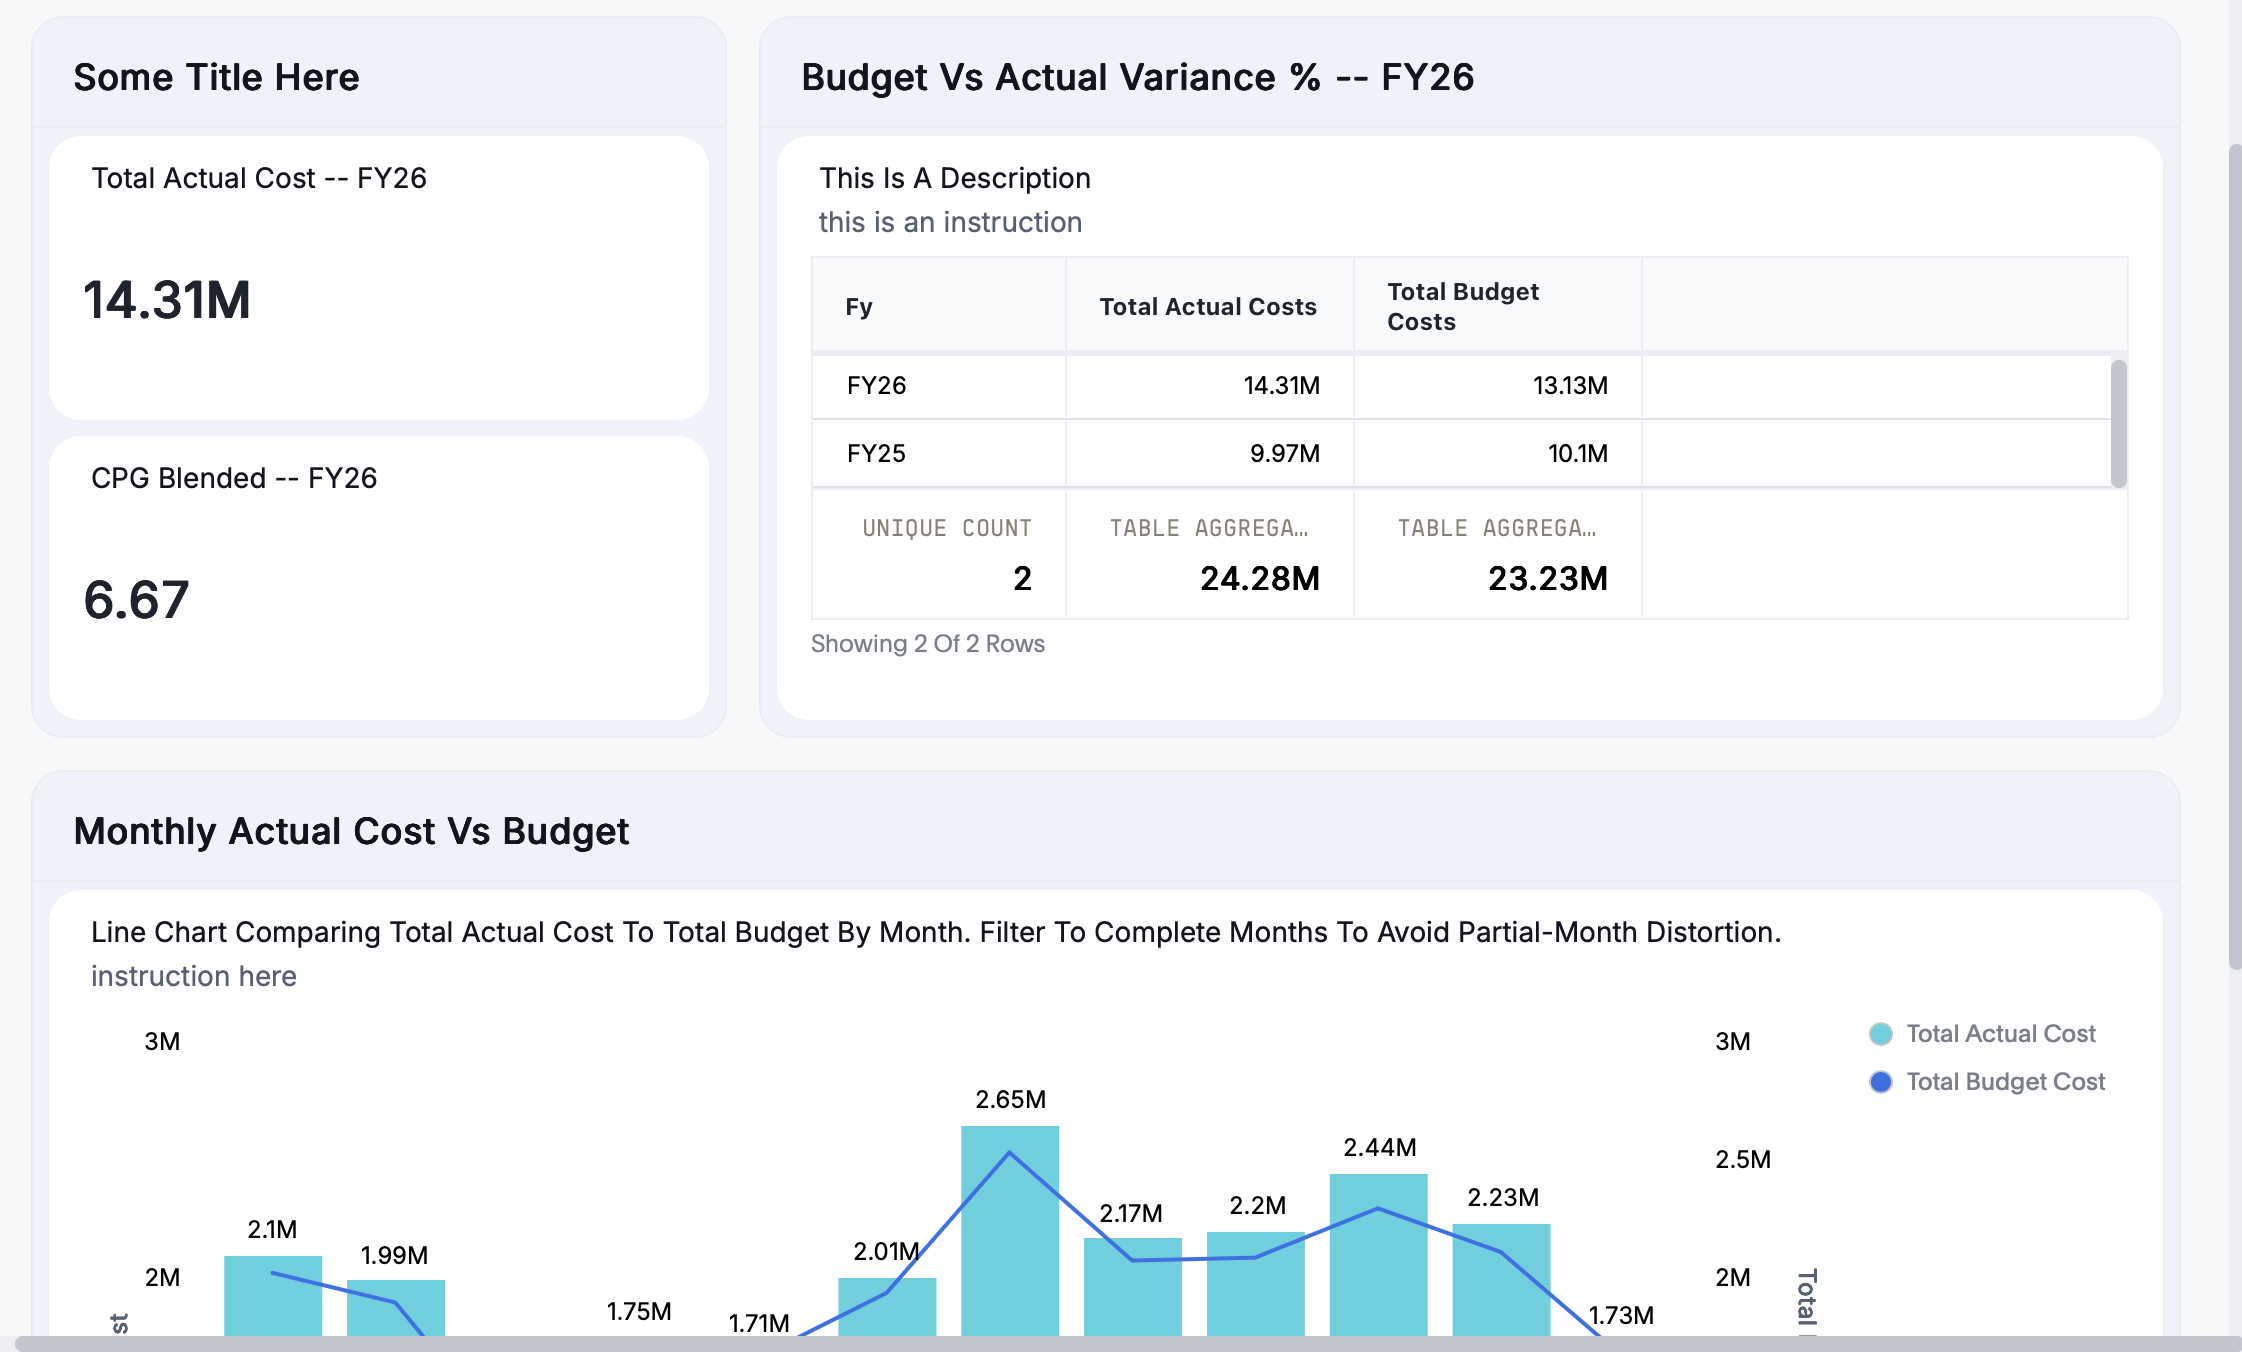 Some Title Here
Total Actual Cost -- FY26
14.31M
CPG Blended -- FY26
6.67
Budget Vs Actual Variance % -- FY26
This Is A Description
this is an instruction
Fy
Total Actual Costs
Total Budget
Costs
FY26
14.31M
13.13M
FY25
9.97M
10.1M
UNIQUE COUNT
TABLE AGGREGA…
TABLE AGGREGA…
2
24.28M
23.23M
Showing 2 Of 2 Rows
Monthly Actual Cost Vs Budget
Line Chart Comparing Total Actual Cost To Total Budget By Month. Filter To Complete Months To Avoid Partial-Month Distortion.
instruction here
3M
2M
2.1M
1.99M
1.75M
1.71M
2.01M
2.65M
2.17M
2.2M
2.44M
2.23M
1.73M
3M
2.5M
2M
Total
Total Actual Cost
Total Budget Cost